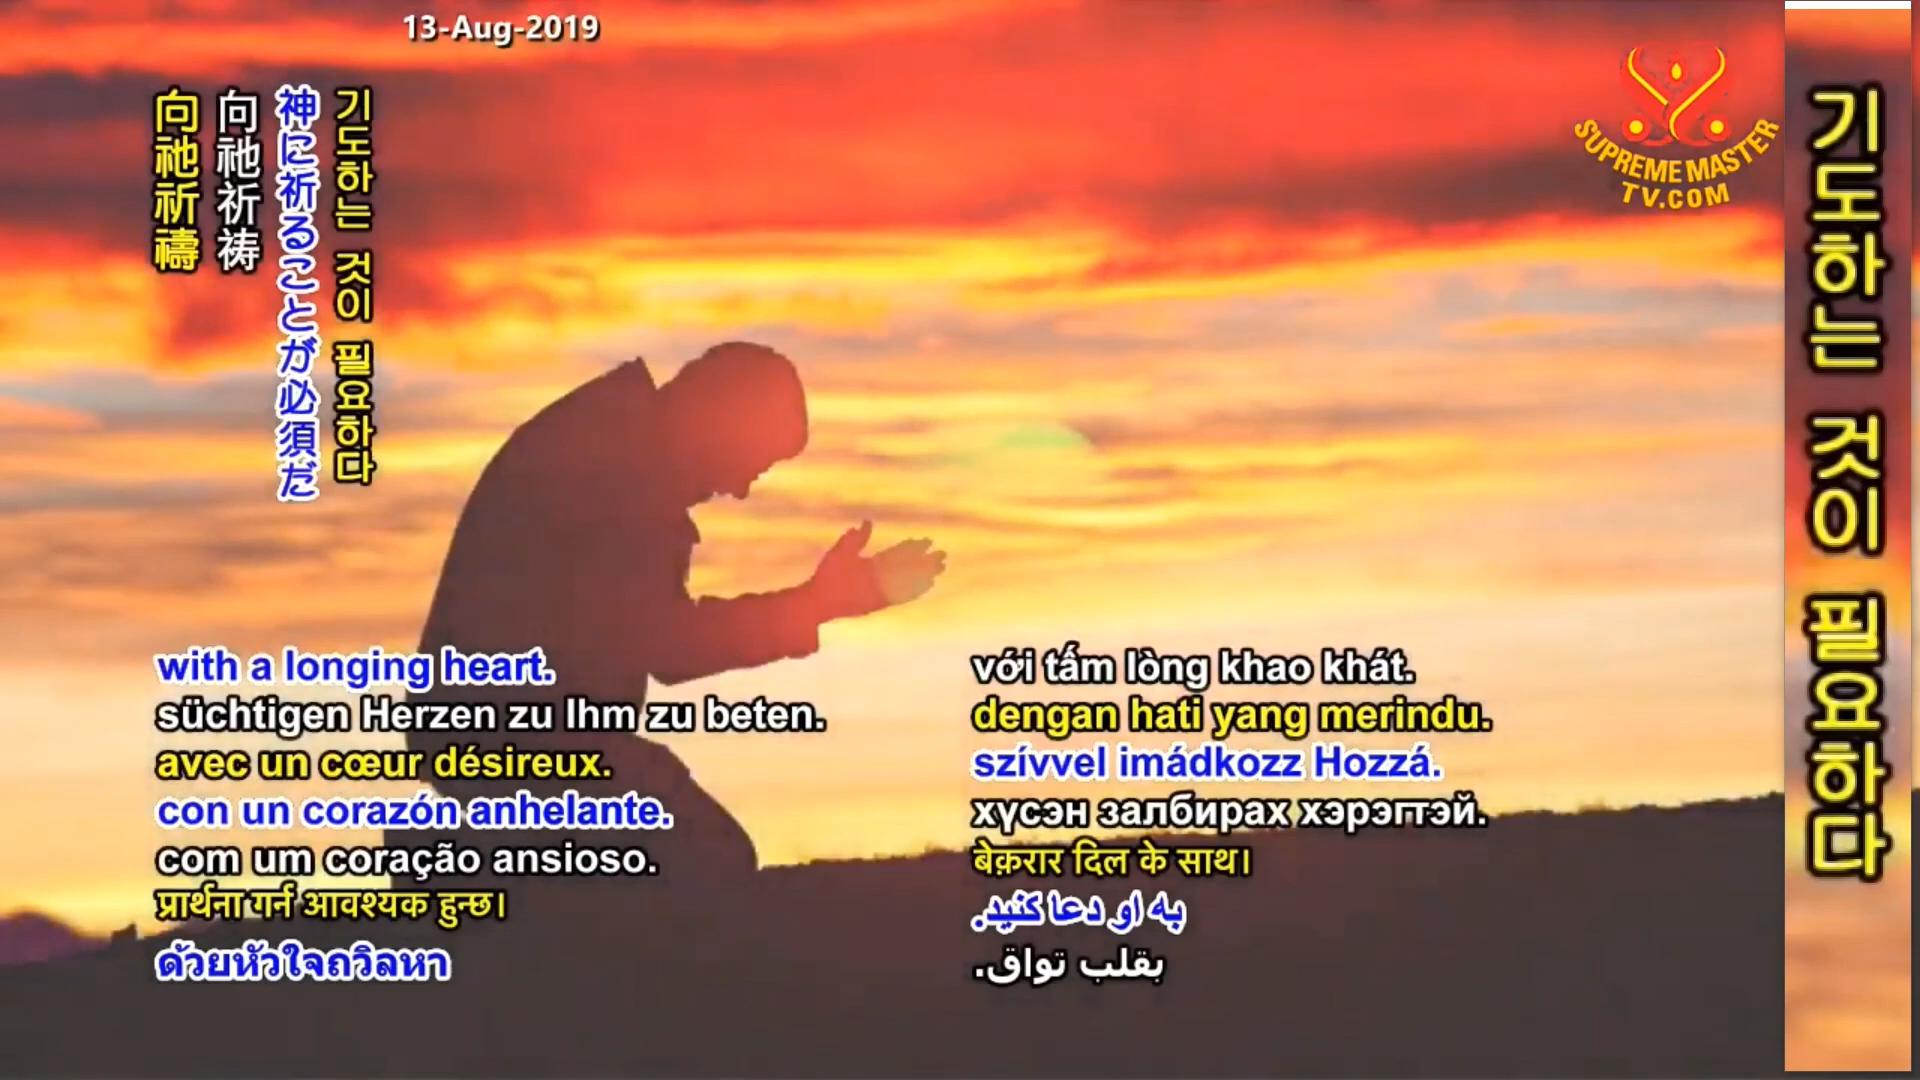 13-Aug-2019
SUPREME MASTER
TV.COM
向祂祈禱
向祂祈祷
神に祈ることが必須だ
기도하는 것이 필요하다
기도하는 것이 필요하다
with a longing heart.
süchtigen Herzen zu Ihm zu beten.
avec un cœur désireux.
con un corazón anhelante.
com um coração ansioso.
प्रार्थना गर्न आवश्यक हुन्छ।
ด้วยหัวใจถวิลหา
với tấm lòng khao khát.
dengan hati yang merindu.
szívvel imádkozz Hozzá.
хүсэн залбирах хэрэгтэй.
बेक़रार दिल के साथ।
به او دعا کنید.
بقلب تواق.